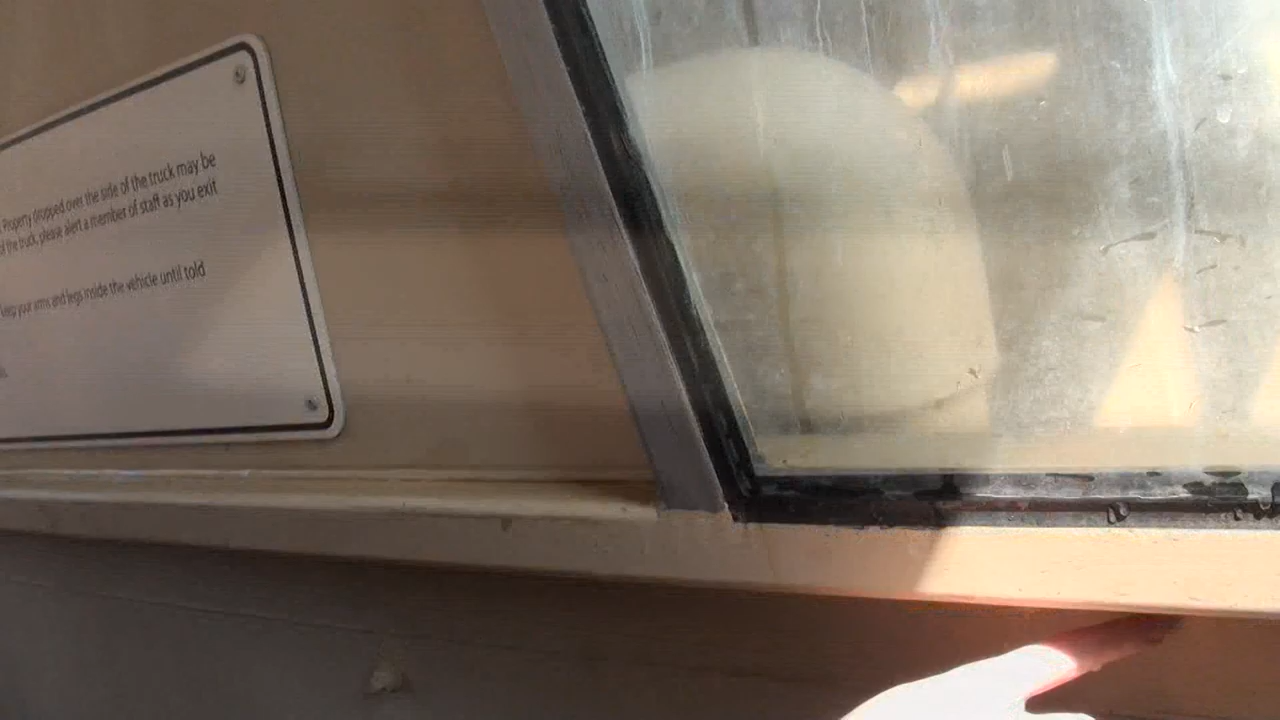 Property dropped over the side of the truck may be
of the truck, please alert a member of staff as you exit
keep your arms and legs inside the vehicle until told